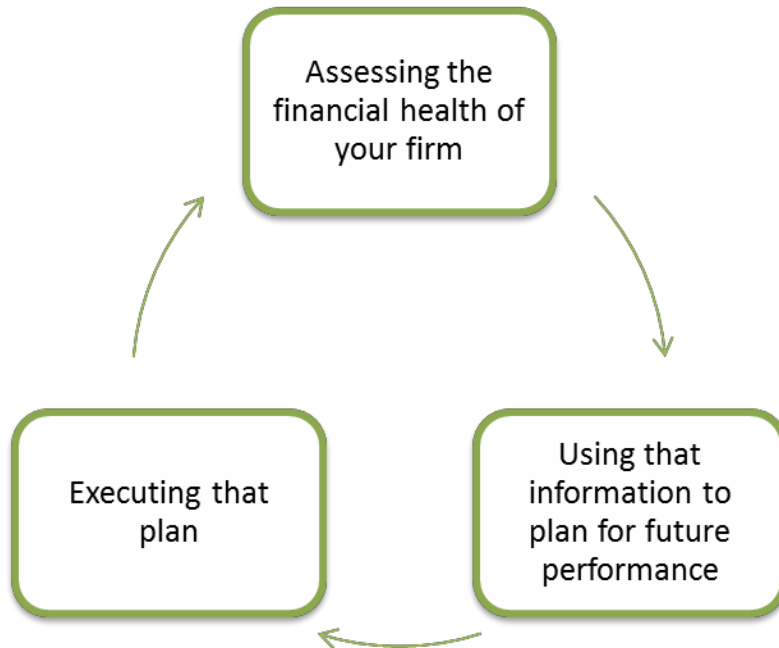 Assessing the
financial health of
your firm
Using that
information to
plan for future
performance
Executing that
plan